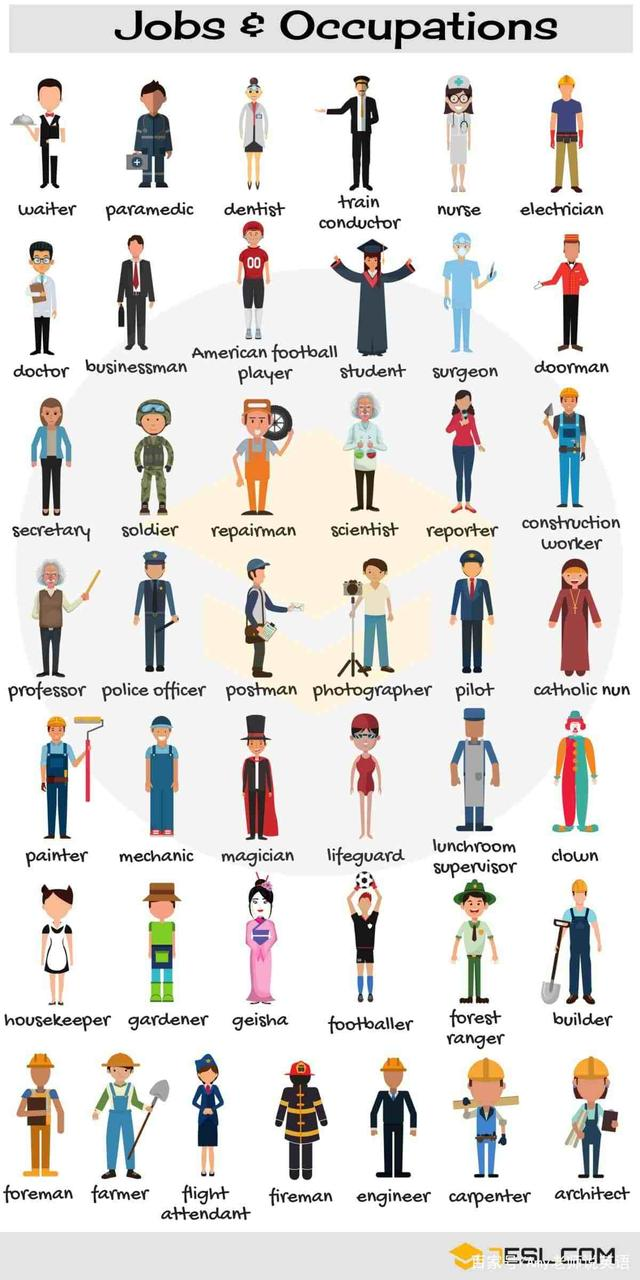 Jobs & Occupations
waiter
paramedic
dentist
train
conductor
nurse
electrician
doctor
businessman
American football
player
student
surgeon
doorman
secretary
soldier
repairman
scientist
reporter
construction
worker
professor
police officer
postman
photographer
pilot
catholic nun
painter
mechanic
magician
lifeguard
lunchroom
supervisor
clown
housekeeper
gardener
geisha
footballer
forest
ranger
builder
foreman
farmer
flight
attendant
fireman
engineer
carpenter
architect
7ESL.COM
00